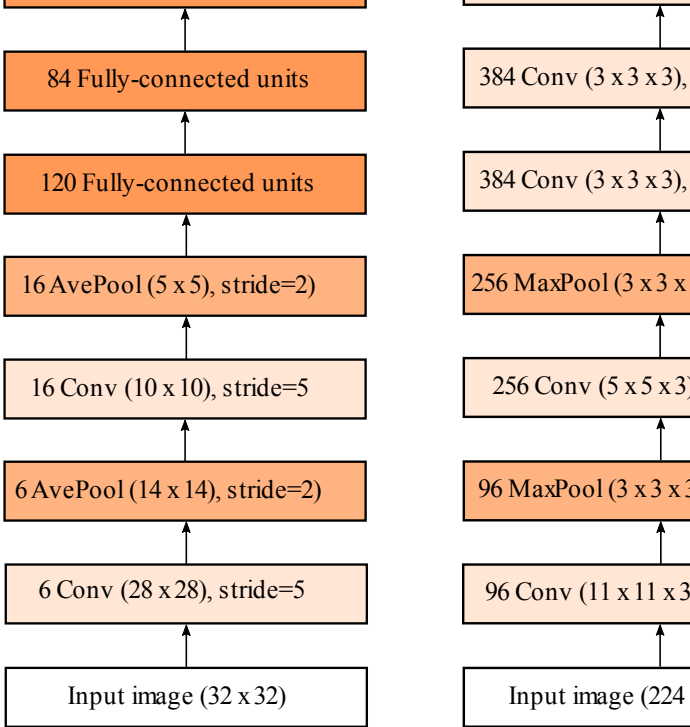 84 Fully-connected units
120 Fully-connected units
16 AvePool (5 x 5), stride=2)
16 Conv (10 x 10), stride=5
6 AvePool (14 x 14), stride=2)
6 Conv (28 x 28), stride=5
Input image (32 x 32)
384 Conv (3 x 3 x 3),
384 Conv (3 x 3 x 3),
256 MaxPool (3 x 3 x
256 Conv (5 x 5 x 3)
96 MaxPool (3 x 3 x 3
96 Conv (11 x 11 x 3
Input image (224